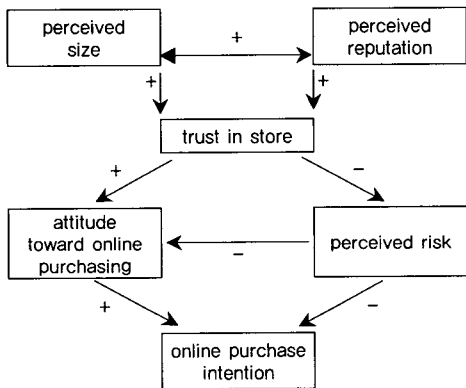 perceived
size
+
perceived
reputation
+
+
trust in store
+
−
attitude
toward online
purchasing
−
perceived risk
+
−
online purchase
intention